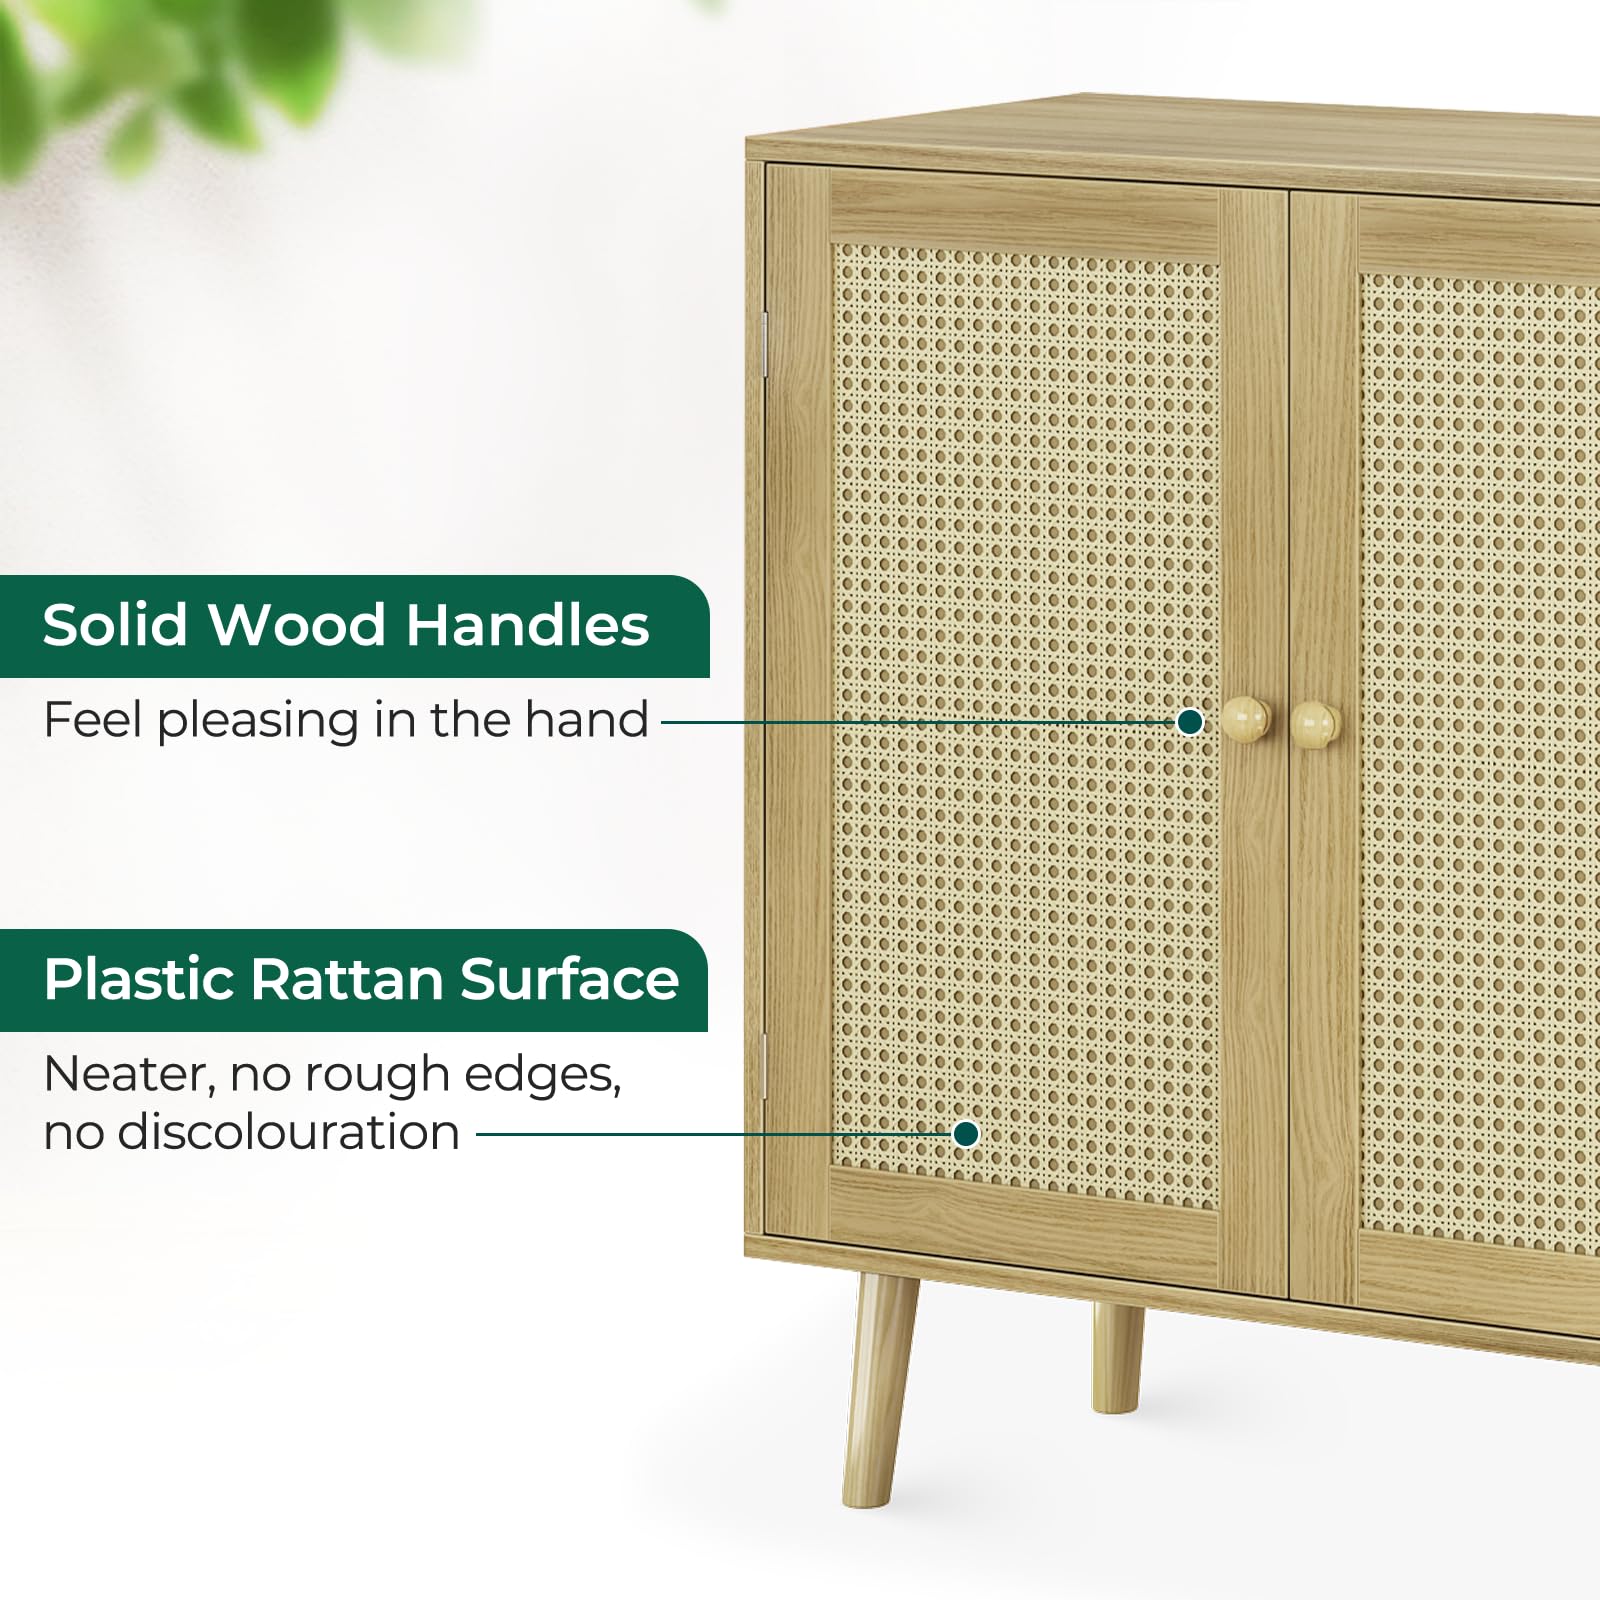 Solid Wood Handles
Feel pleasing in the hand
Plastic Rattan Surface
Neater, no rough edges,
no discolouration